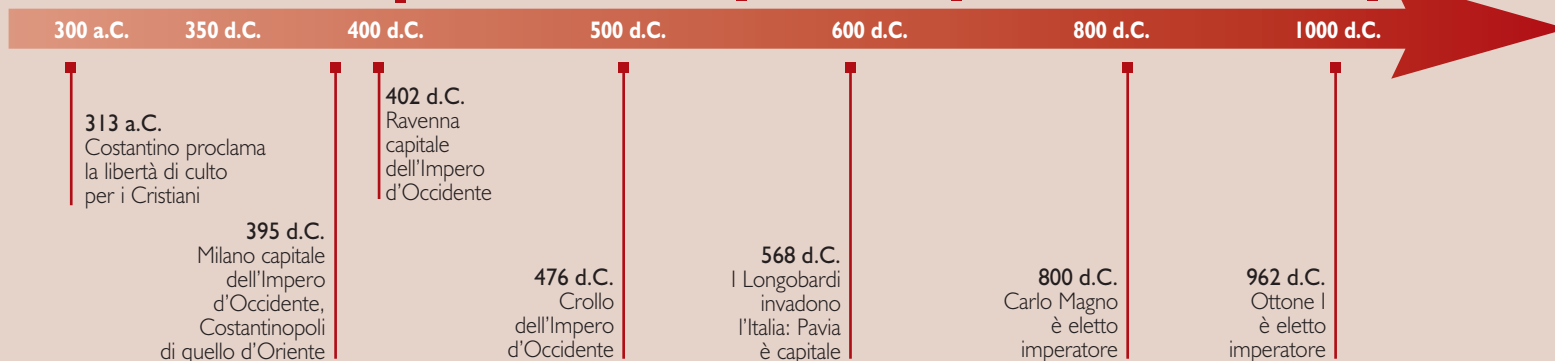 300 a.C. 350 d.C. 400 d.C. 500 d.C. 600 d.C. 800 d.C. 1000 d.C.
313 a.C.
Costantino proclama
la libertà di culto
per i Cristiani
395 d.C.
Milano capitale
dell'Impero
d'Occidente,
Costantinopoli
di quello d'Oriente
402 d.C.
Ravenna
capitale
dell'Impero
d'Occidente
476 d.C.
Crollo
dell'Impero
d'Occidente
568 d.C.
I Longobardi
invadono
l'Italia: Pavia
è capitale
800 d.C.
Carlo Magno
è eletto
imperatore
962 d.C.
Ottone I
è eletto
imperatore